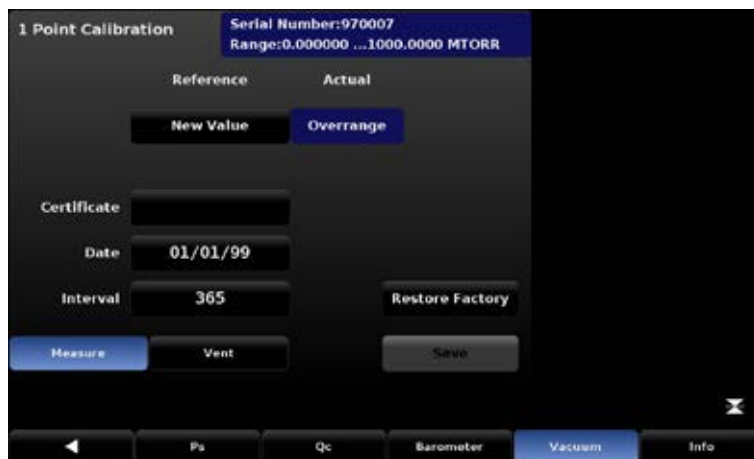 1 Point Calibration
Serial Number:970007
Range:0.000000 ...1000.0000 MTORR
Reference Actual
New Value Overrange
Certificate
Date 01/01/99
Interval 365 Restore Factory
Measure Vent Save
Ps Qc Barometer Vacuum Info